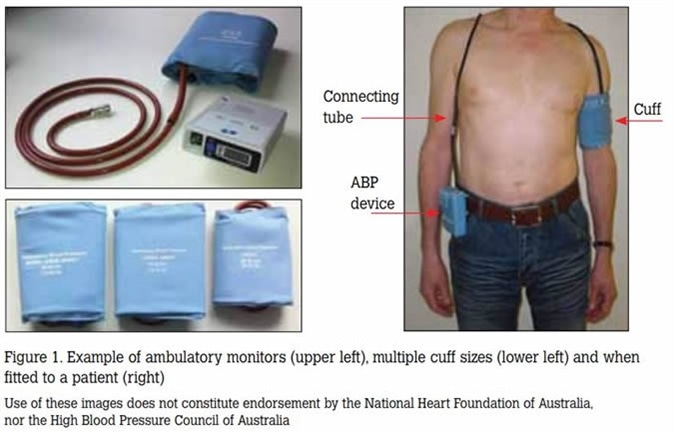 Connecting
tube
Cuff
ABP
device
Figure 1. Example of ambulatory monitors (upper left), multiple cuff sizes (lower left) and when
fitted to a patient (right)
Use of these images does not constitute endorsement by the National Heart Foundation of Australia,
nor the High Blood Pressure Council of Australia